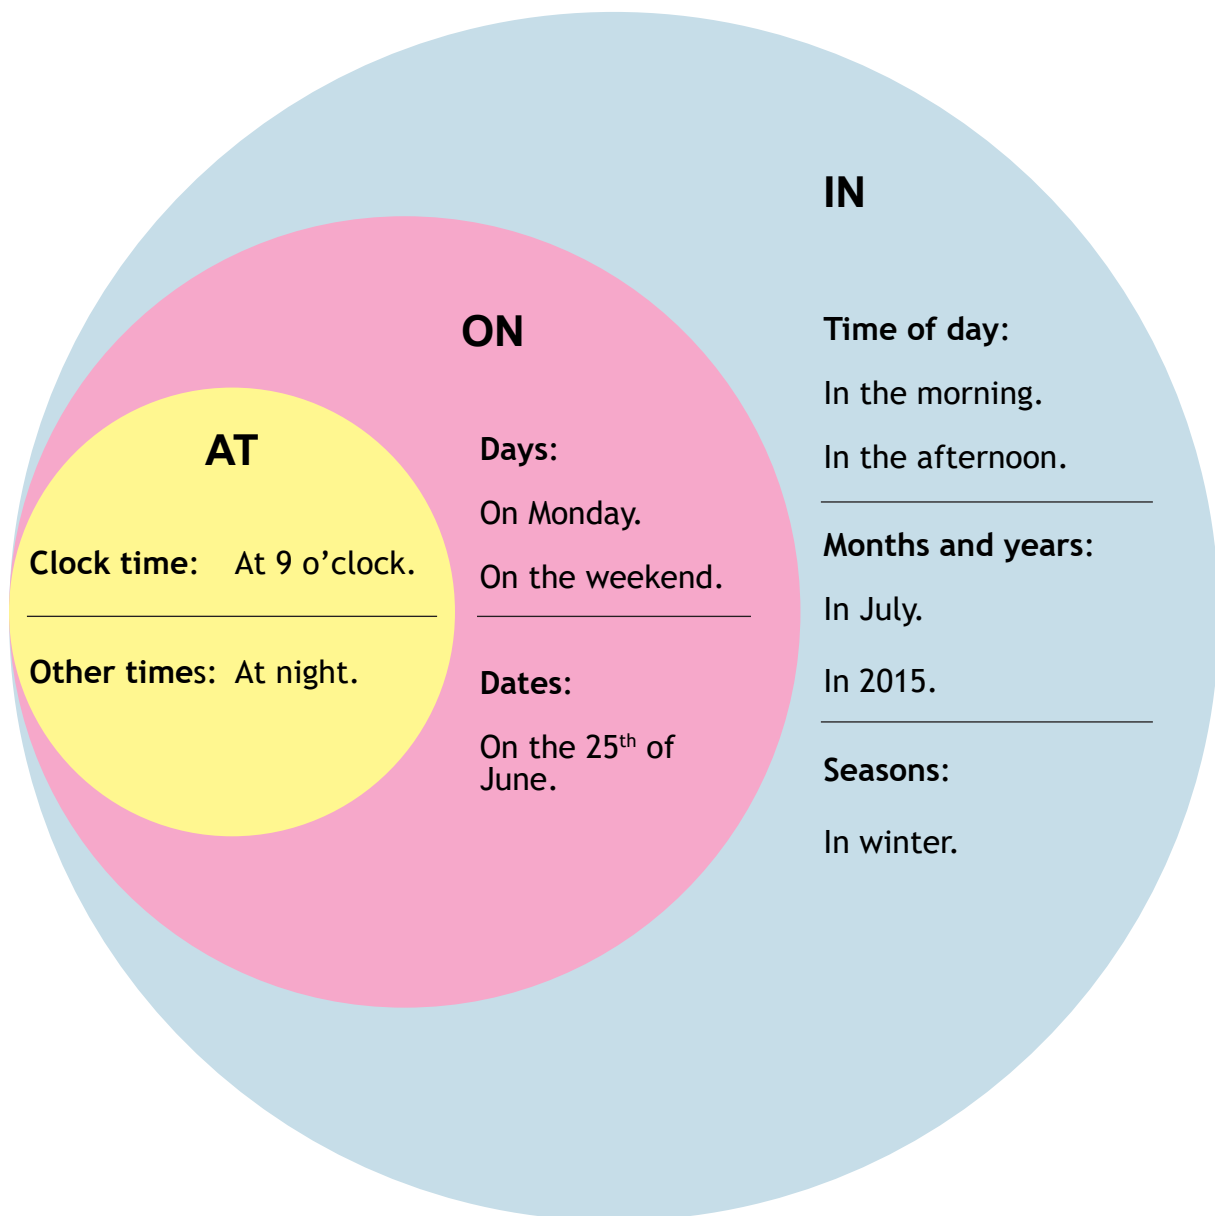 AT
Clock time: At 9 o’clock.
Other times: At night.
ON
Days:
On Monday.
On the weekend.
Dates:
On the 25th of
June.
IN
Time of day:
In the morning.
In the afternoon.
Months and years:
In July.
In 2015.
Seasons:
In winter.